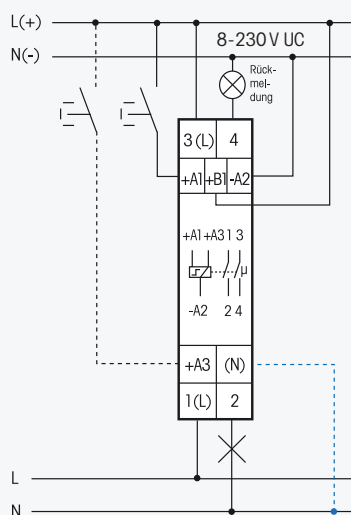 L(+)
N(-)
8-230 V UC
Rück-
mel-
dung
3 (L) 4
+A1 +B1 -A2
+A1 +A3 1 3
µ
-A2 2 4
+A3 (N)
1(L) 2
L
N